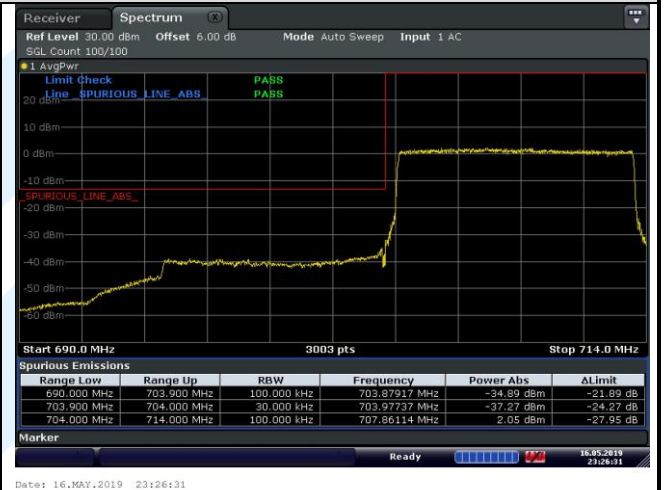 Receiver Spectrum
Ref Level 30.00 dBm Offset 6.00 dB Mode Auto Sweep Input 1 AC
SGL Count 100/100
1 AvgPwr
Limit Check PASS
Line _SPURIOUS_LINE_ABS_ PASS
20 dBm
10 dBm
0 dBm
-10 dBm
_SPURIOUS_LINE_ABS_
-20 dBm
-30 dBm
-40 dBm
-50 dBm
-60 dBm
Start 690.0 MHz 3003 pts Stop 714.0 MHz
Spurious Emissions
Range Low Range Up RBW Frequency Power Abs ΔLimit
690.000 MHz 703.900 MHz 100.000 kHz 703.87917 MHz -34.89 dBm -21.89 dB
703.900 MHz 704.000 MHz 30.000 kHz 703.97737 MHz -37.27 dBm -24.27 dB
704.000 MHz 714.000 MHz 100.000 kHz 707.86114 MHz 2.05 dBm -27.95 dB
Marker
Ready 16.05.2019
23:26:31
Date: 16.MAY.2019 23:26:31